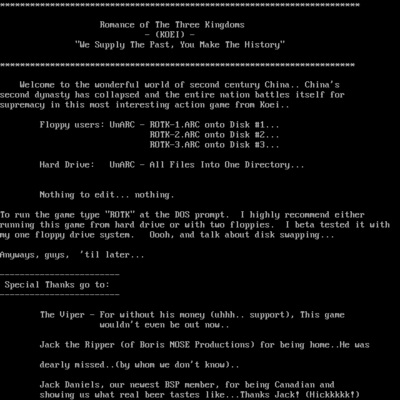 ************************************************************************
Romance of The Three Kingdoms
- (KOEI) -
"We Supply The Past, You Make The History"
***********************************************************************
Welcome to the wonderful world of second century China.. China's
second dynasty has collapsed and the entire nation battles itself for
supremacy in this most interesting action game from Koei..
Floppy users: UnARC - ROTK-1.ARC onto Disk #1...
ROTK-2.ARC onto Disk #2...
ROTK-3.ARC onto Disk #3...
Hard Drive:   UnARC - All Files Into One Directory...
Nothing to edit... nothing.
To run the game type "ROTK" at the DOS prompt.  I highly recommend either
running this game from hard drive or with two floppies.  I beta tested it with
my one floppy drive system.  Oooh, and talk about disk swapping...
Anyways, guys,  'til later...
------------------------
Special Thanks go to:
------------------------
The Viper - For without his money (uhhh.. support), This game
wouldn't even be out now..
Jack the Ripper (of Boris NOSE Productions) for being home..He was
dearly missed..(by whom we don't know)..
Jack Daniels, our newest BSP member, for being Canadian and
showing us what real beer tastes like...Thanks Jack! (Hickkkkk!)